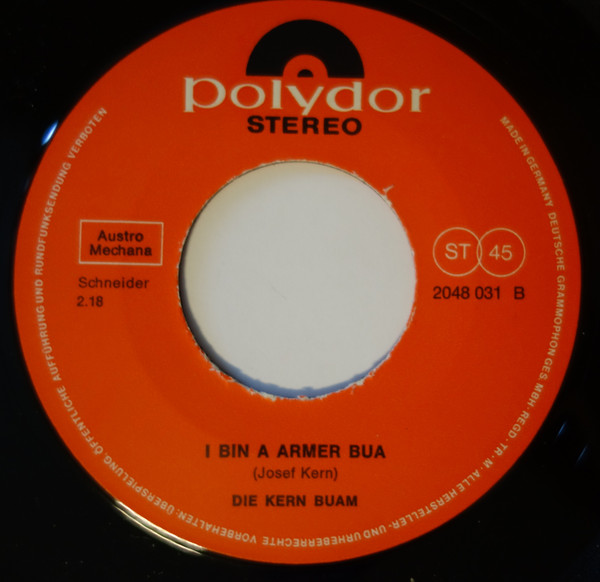 polydor
STEREO
Austro
Mechana
Schneider
2.18
ST 45
2048 031 B
I BIN A ARMER BUA
(Josef Kern)
DIE KERN BUAM
MADE IN GERMANY DEUTSCHE GRAMMOPHON GES MBH · REGD · TR · M · ALLE HERSTELLER- UND URHEBERRECHTE VORBEHALTEN: ÜBERSPIELUNG, ÖFFENTLICHE AUFFÜHRUNG UND RUNDFUNKSENDUNG VERBOTEN